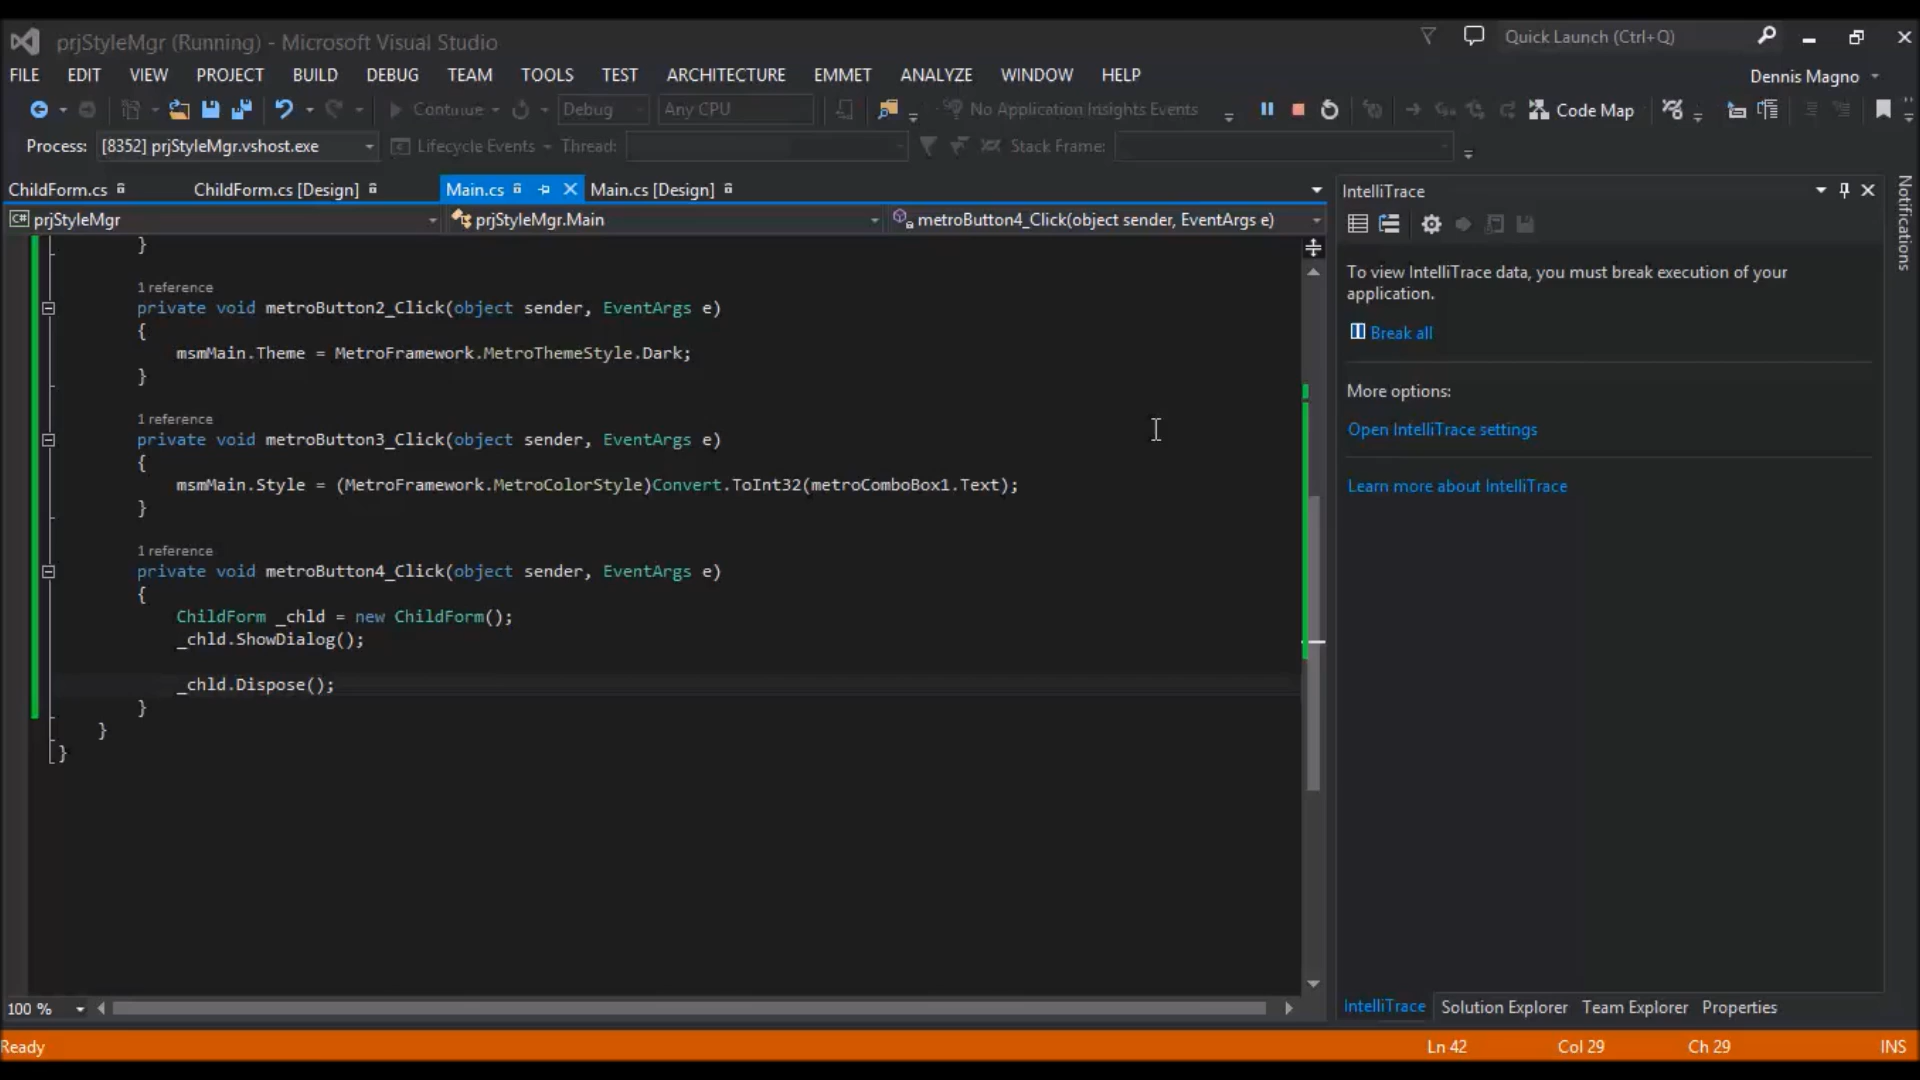 prjStyleMgr (Running) - Microsoft Visual Studio
Quick Launch (Ctrl+Q)
FILE EDIT VIEW PROJECT BUILD DEBUG TEAM TOOLS TEST ARCHITECTURE EMMET ANALYZE WINDOW HELP
Dennis Magno
Continue Debug Any CPU No Application Insights Events Code Map
Process: [8352] prjStyleMgr.vshost.exe Lifecycle Events Thread: Stack Frame:
ChildForm.cs ChildForm.cs [Design] Main.cs Main.cs [Design]
C# prjStyleMgr prjStyleMgr.Main metroButton4_Click(object sender, EventArgs e)
}
1 reference
private void metroButton2_Click(object sender, EventArgs e)
{
msmMain.Theme = MetroFramework.MetroThemeStyle.Dark;
}
1 reference
private void metroButton3_Click(object sender, EventArgs e)
{
msmMain.Style = (MetroFramework.MetroColorStyle)Convert.ToInt32(metroComboBox1.Text);
}
1 reference
private void metroButton4_Click(object sender, EventArgs e)
{
ChildForm _chld = new ChildForm();
_chld.ShowDialog();
_chld.Dispose();
}
}
}
100 %
IntelliTrace
To view IntelliTrace data, you must break execution of your
application.
Break all
More options:
Open IntelliTrace settings
Learn more about IntelliTrace
IntelliTrace Solution Explorer Team Explorer Properties
Notifications
Ready Ln 42 Col 29 Ch 29 INS